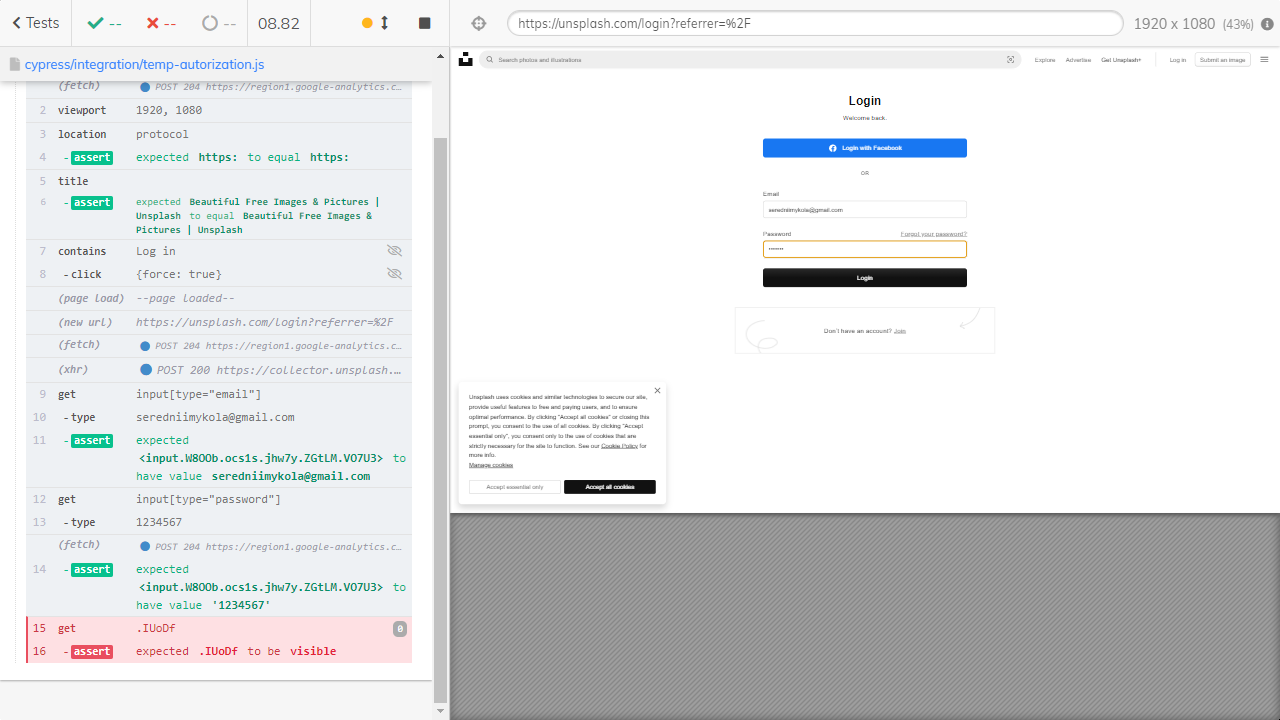 Tests
--
--
--
08.82
https://unsplash.com/login?referrer=%2F
1920 x 1080 (43%)
cypress/integration/temp-autorization.js
(fetch) POST 204 https://region1.google-analytics.c...
2 viewport 1920, 1080
3 location protocol
4 -assert expected https: to equal https:
5 title
6 -assert expected Beautiful Free Images & Pictures |
Unsplash to equal Beautiful Free Images &
Pictures | Unsplash
7 contains Log in
8 -click {force: true}
(page load) --page loaded--
(new url) https://unsplash.com/login?referrer=%2F
(fetch) POST 204 https://region1.google-analytics.c...
(xhr) POST 200 https://collector.unsplash....
9 get input[type="email"]
10 -type seredniimykola@gmail.com
11 -assert expected
<input.W8OOb.ocs1s.jhw7y.ZGtLM.VO7U3> to
have value seredniimykola@gmail.com
12 get input[type="password"]
13 -type 1234567
(fetch) POST 204 https://region1.google-analytics.c...
14 -assert expected
<input.W8OOb.ocs1s.jhw7y.ZGtLM.VO7U3> to
have value '1234567'
15 get .IUoDf 0
16 -assert expected .IUoDf to be visible
Search photos and illustrations
Explore Advertise Get Unsplash+ Log in Submit an image
Login
Welcome back.
Login with Facebook
OR
Email
seredniimykola@gmail.com
Password Forgot your password?
•••••••
Login
Don't have an account? Join
Unsplash uses cookies and similar technologies to secure our site,
provide useful features to free and paying users, and to ensure
optimal performance. By clicking "Accept all cookies" or closing this
prompt, you consent to the use of all cookies. By clicking "Accept
essential only", you consent only to the use of cookies that are
strictly necessary for the site to function. See our Cookie Policy for
more info.
Manage cookies
Accept essential only Accept all cookies